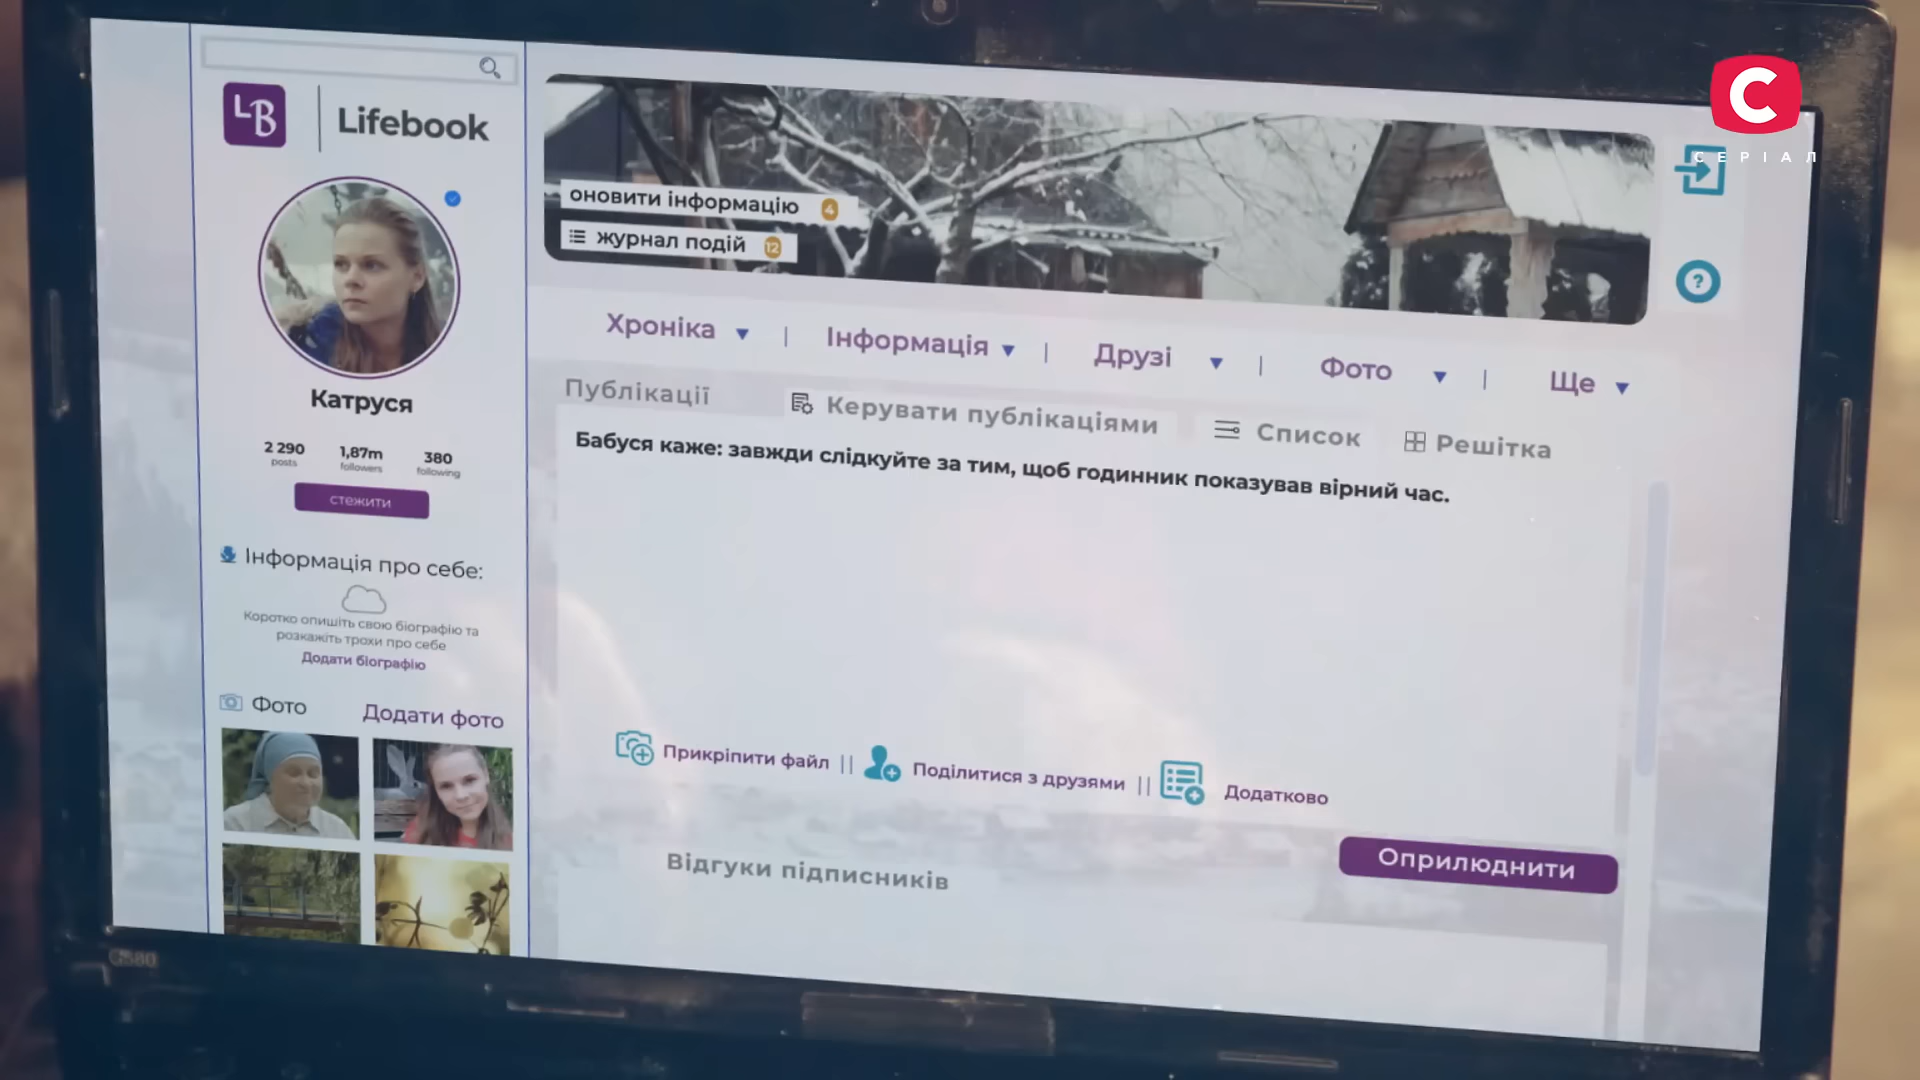 LB
Lifebook
Катруся
2 290
posts
1,87m
followers
380
following
стежити
Інформація про себе:
Коротко опишіть свою біографію та
розкажіть трохи про себе
Додати біографію
Фото
Додати фото
оновити інформацію 4
журнал подій 12
Хроніка
Інформація
Друзі
Фото
Ще
Публікації
Керувати публікаціями
Список
Решітка
Бабуся каже: завжди слідкуйте за тим, щоб годинник показував вірний час.
Прикріпити файл ||
Поділитися з друзями ||
Додатково
Оприлюднити
Відгуки підписників
?
С
СЕРІАЛ
G580